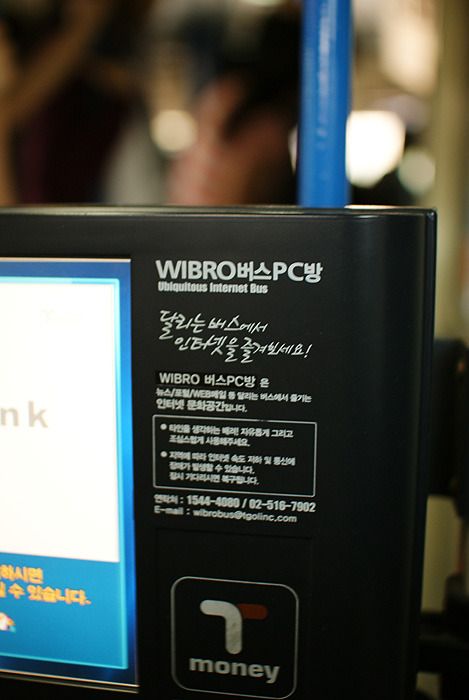 WIBRO버스PC방
Ubiquitous Internet Bus
달리는 버스에서
인터넷을 즐겨보세요!
WIBRO 버스PC방 은
뉴스/포털/WEB메일 등 달리는 버스에서 즐기는
인터넷 문화공간입니다.
● 타인을 생각하는 배려! 자유롭게 그리고
조심스럽게 사용해주세요.
● 지역에 따라 인터넷 속도 저하 및 통신에
장애가 발생할 수 있습니다.
잠시 기다리시면 복구됩니다.
연락처 : 1544-4080 / 02-516-7902
E-mail : wibrobus@tgolinc.com
nk
하시면
수 있습니다.
T
money